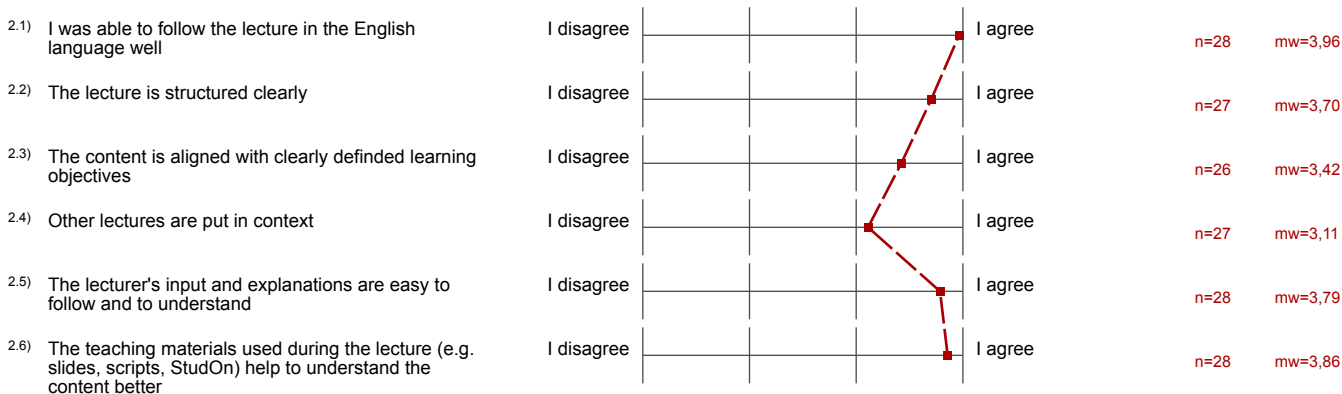 2.1) I was able to follow the lecture in the English I disagree I agree n=28 mw=3,96
language well
2.2) The lecture is structured clearly I disagree I agree n=27 mw=3,70
2.3) The content is aligned with clearly definded learning I disagree I agree n=26 mw=3,42
objectives
2.4) Other lectures are put in context I disagree I agree n=27 mw=3,11
2.5) The lecturer's input and explanations are easy to I disagree I agree n=28 mw=3,79
follow and to understand
2.6) The teaching materials used during the lecture (e.g. I disagree I agree n=28 mw=3,86
slides, scripts, StudOn) help to understand the
content better